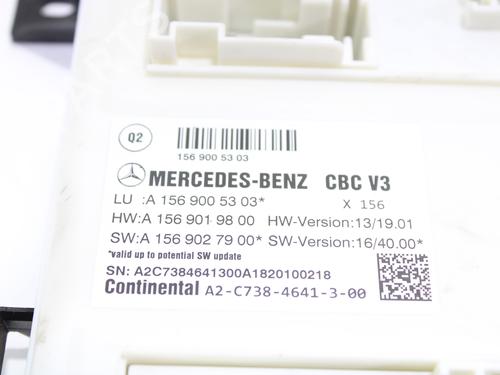 Q2
156 900 53 03
MERCEDES-BENZ CBC V3
LU :A 156 900 53 03* X 156
HW:A 156 901 98 00 HW-Version:13/19.01
SW:A 156 902 79 00* SW-Version:16/40.00*
*valid up to potential SW update
SN: A2C7384641300A1820100218
Continental A2-C738-4641-3-00